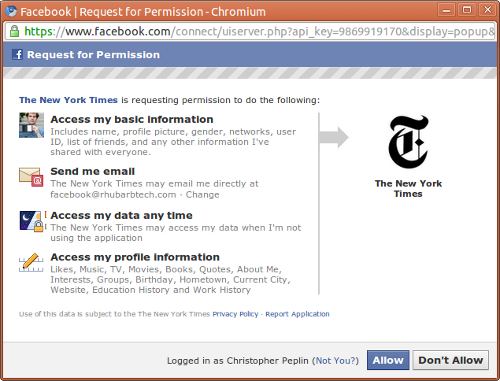 Facebook | Request for Permission - Chromium
https://www.facebook.com/connect/uiserver.php?api_key=9869919170&display=popup&
f Request for Permission
The New York Times is requesting permission to do the following:
Access my basic information
Includes name, profile picture, gender, networks, user
ID, list of friends, and any other information I've
shared with everyone.
Send me email
The New York Times may email me directly at
facebook@rhubarbtech.com · Change
Access my data any time
The New York Times may access my data when I'm not
using the application
Access my profile information
Likes, Music, TV, Movies, Books, Quotes, About Me,
Interests, Groups, Birthday, Hometown, Current City,
Website, Education History and Work History
T
The New York
Times
Use of this data is subject to the The New York Times Privacy Policy · Report Application
Logged in as Christopher Peplin (Not You?) Allow Don't Allow